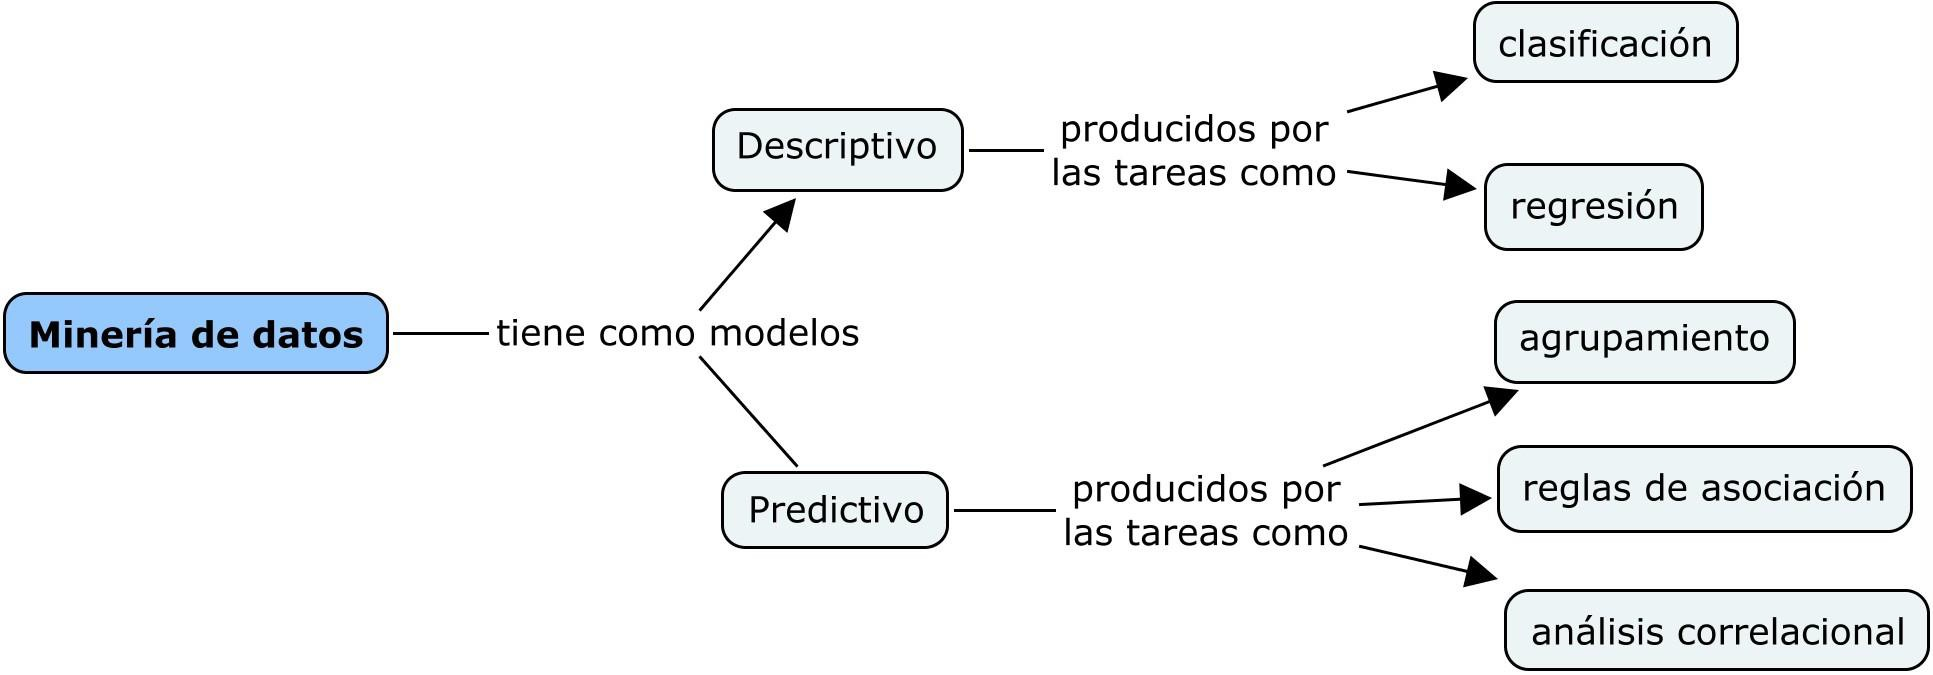 Minería de datos
tiene como modelos
Descriptivo
producidos por
las tareas como
clasificación
regresión
Predictivo
producidos por
las tareas como
agrupamiento
reglas de asociación
análisis correlacional